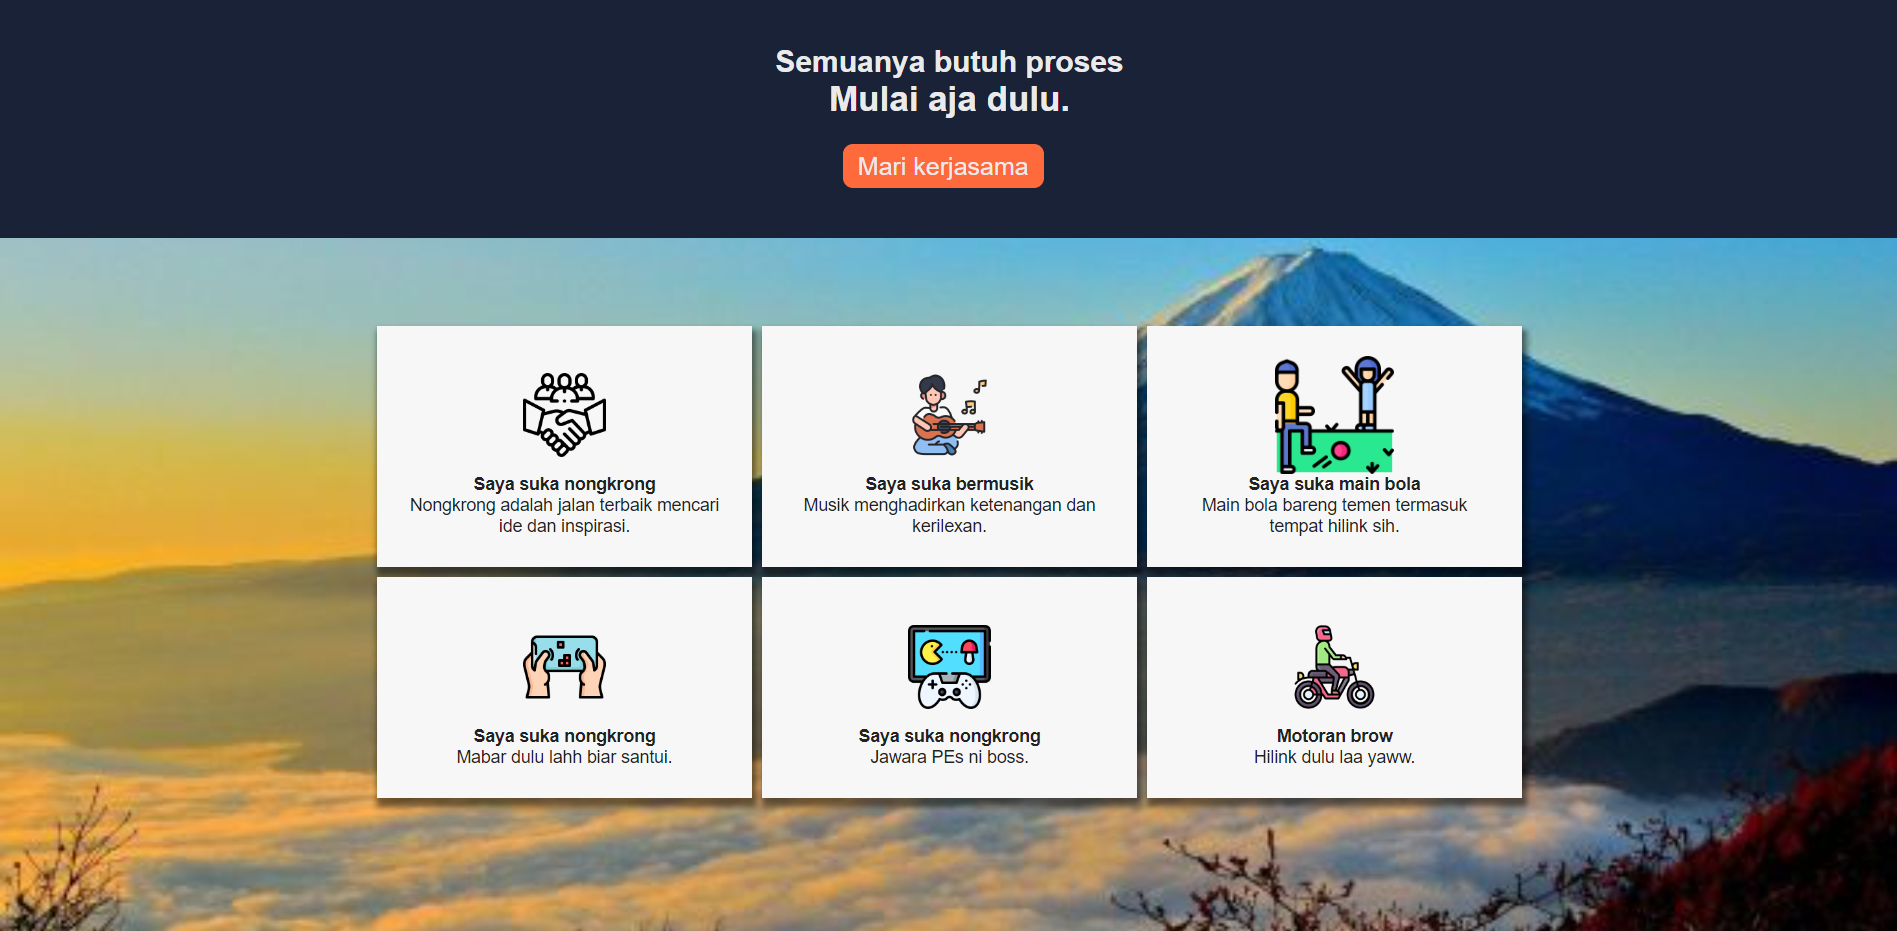 Semuanya butuh proses
Mulai aja dulu.
Mari kerjasama
Saya suka nongkrong
Nongkrong adalah jalan terbaik mencari
ide dan inspirasi.
Saya suka bermusik
Musik menghadirkan ketenangan dan
kerilexan.
Saya suka main bola
Main bola bareng temen termasuk
tempat hilink sih.
Saya suka nongkrong
Mabar dulu lahh biar santui.
Saya suka nongkrong
Jawara PEs ni boss.
Motoran brow
Hilink dulu laa yaww.